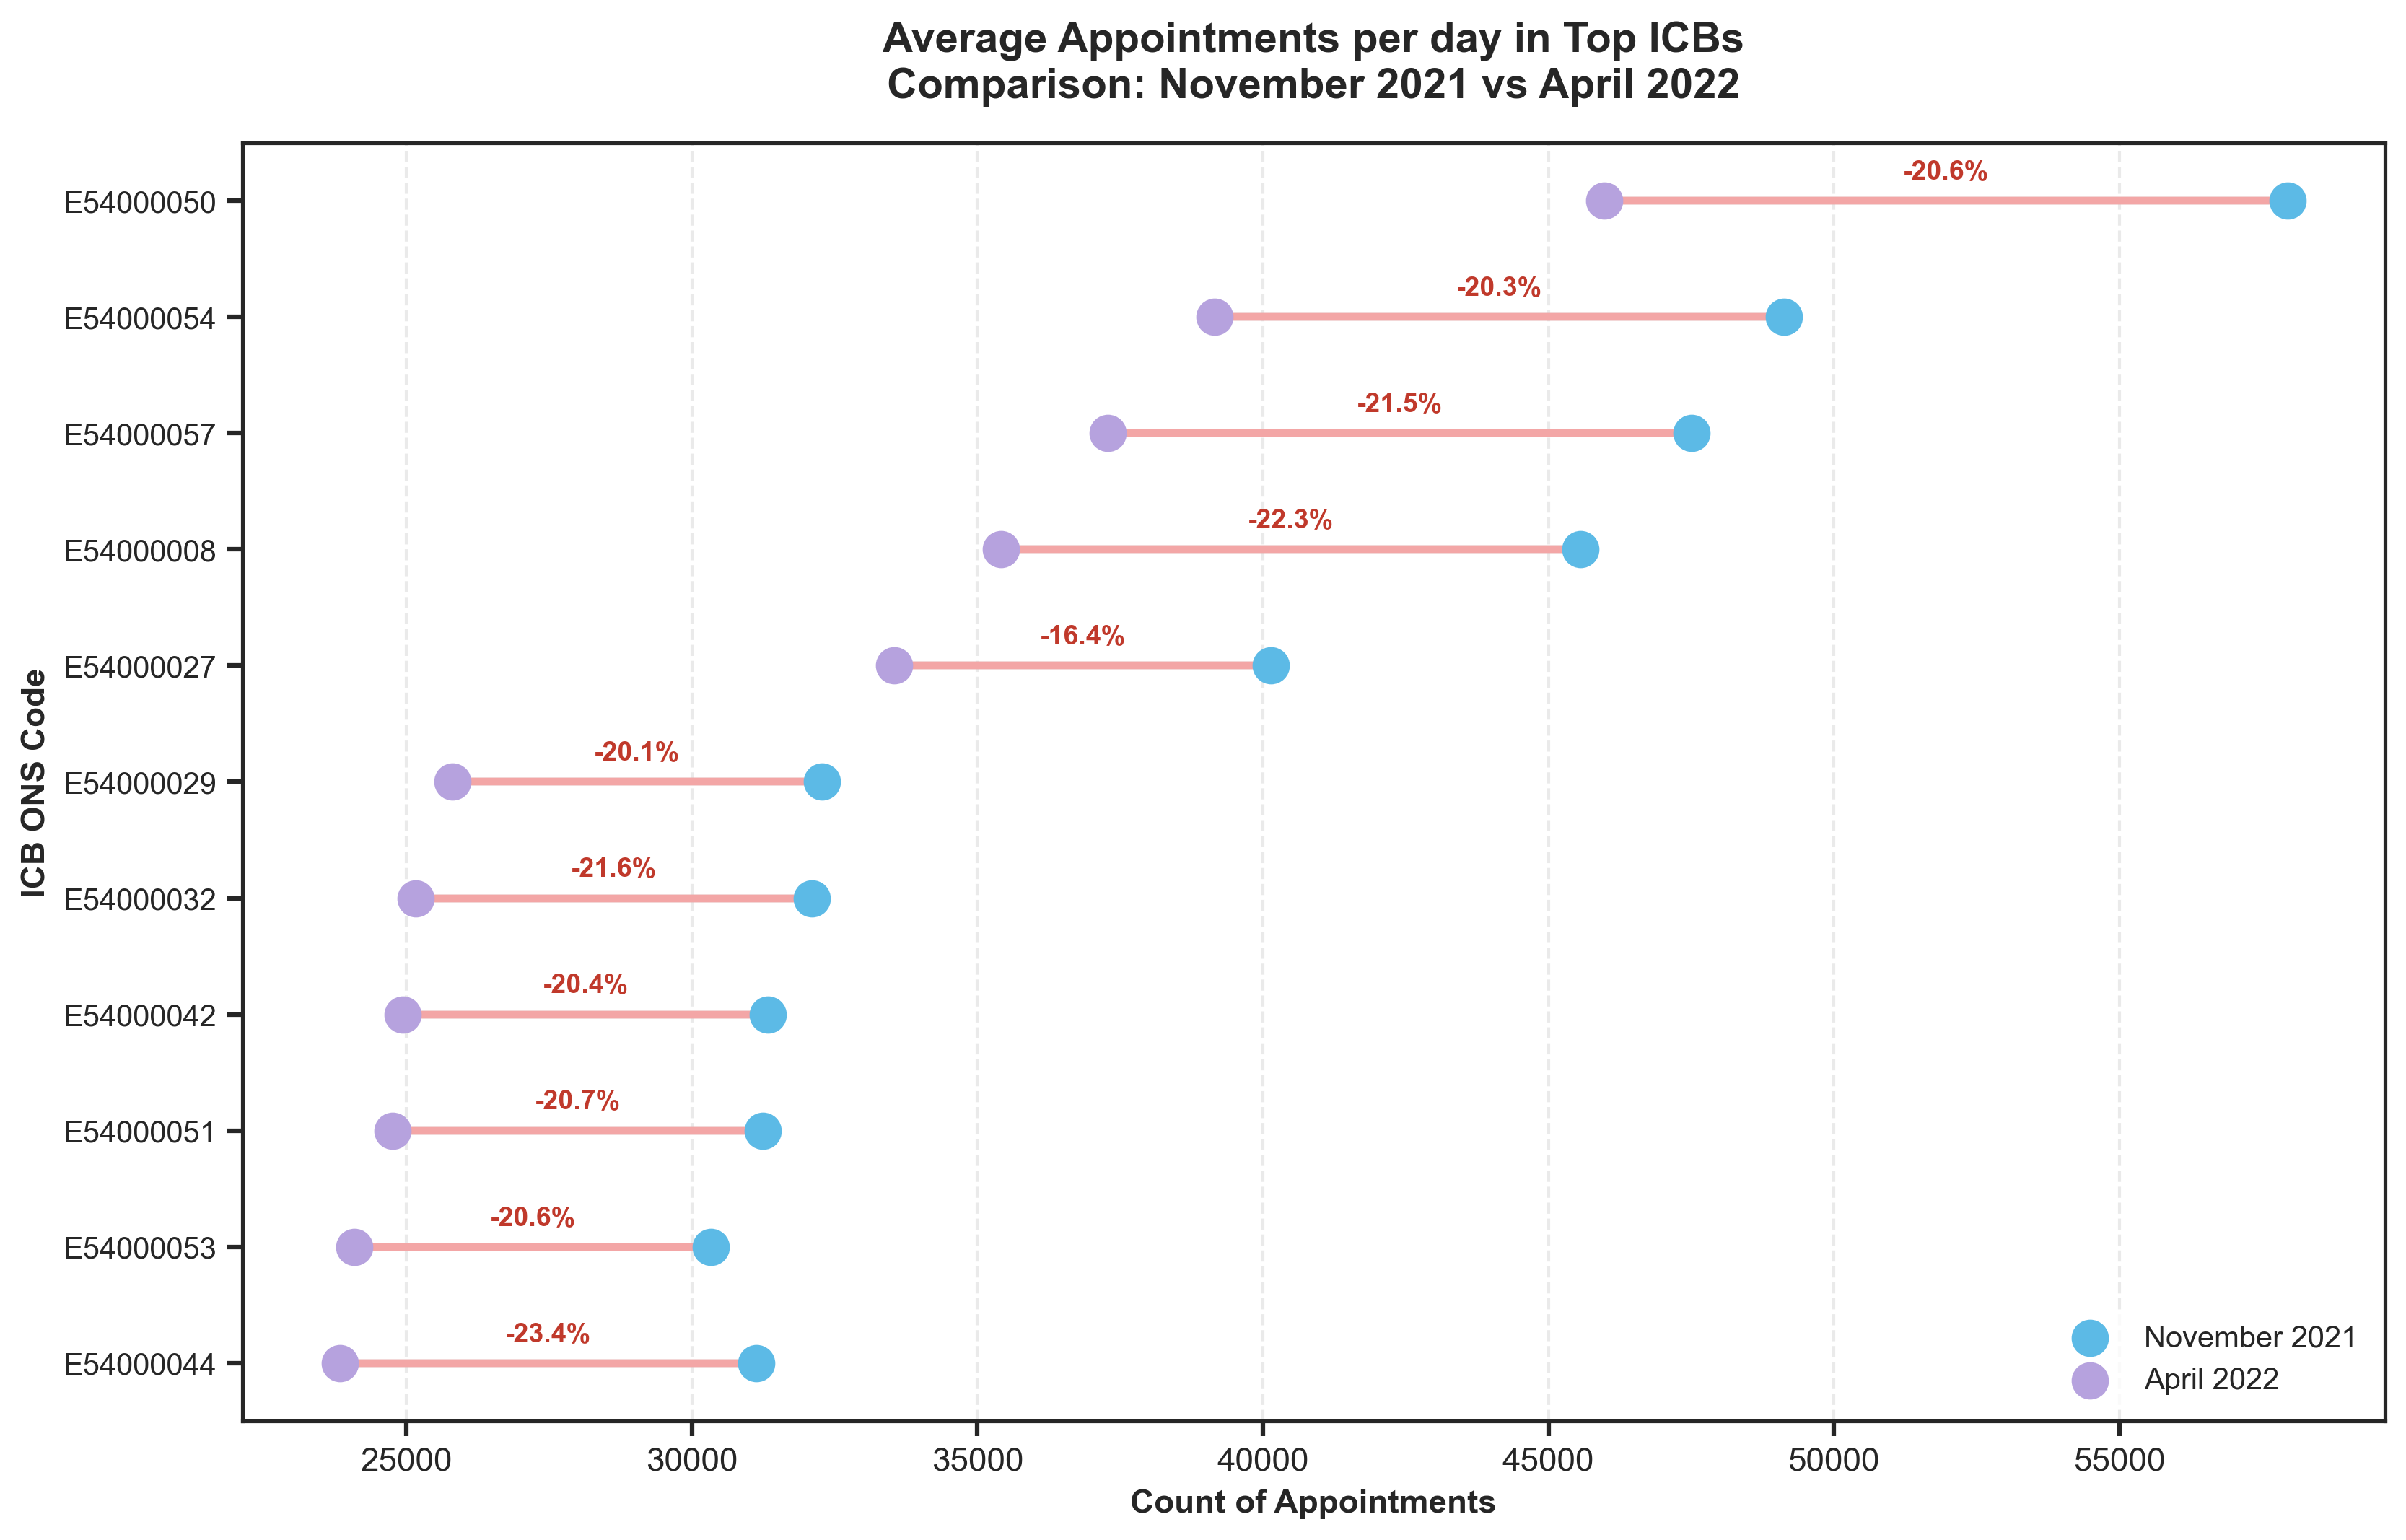 Average Appointments per day in Top ICBs
Comparison: November 2021 vs April 2022
ICB ONS Code
E54000050
-20.6%
E54000054
-20.3%
E54000057
-21.5%
E54000008
-22.3%
E54000027
-16.4%
E54000029
-20.1%
E54000032
-21.6%
E54000042
-20.4%
E54000051
-20.7%
E54000053
-20.6%
E54000044
-23.4%
November 2021
April 2022
25000 30000 35000 40000 45000 50000 55000
Count of Appointments